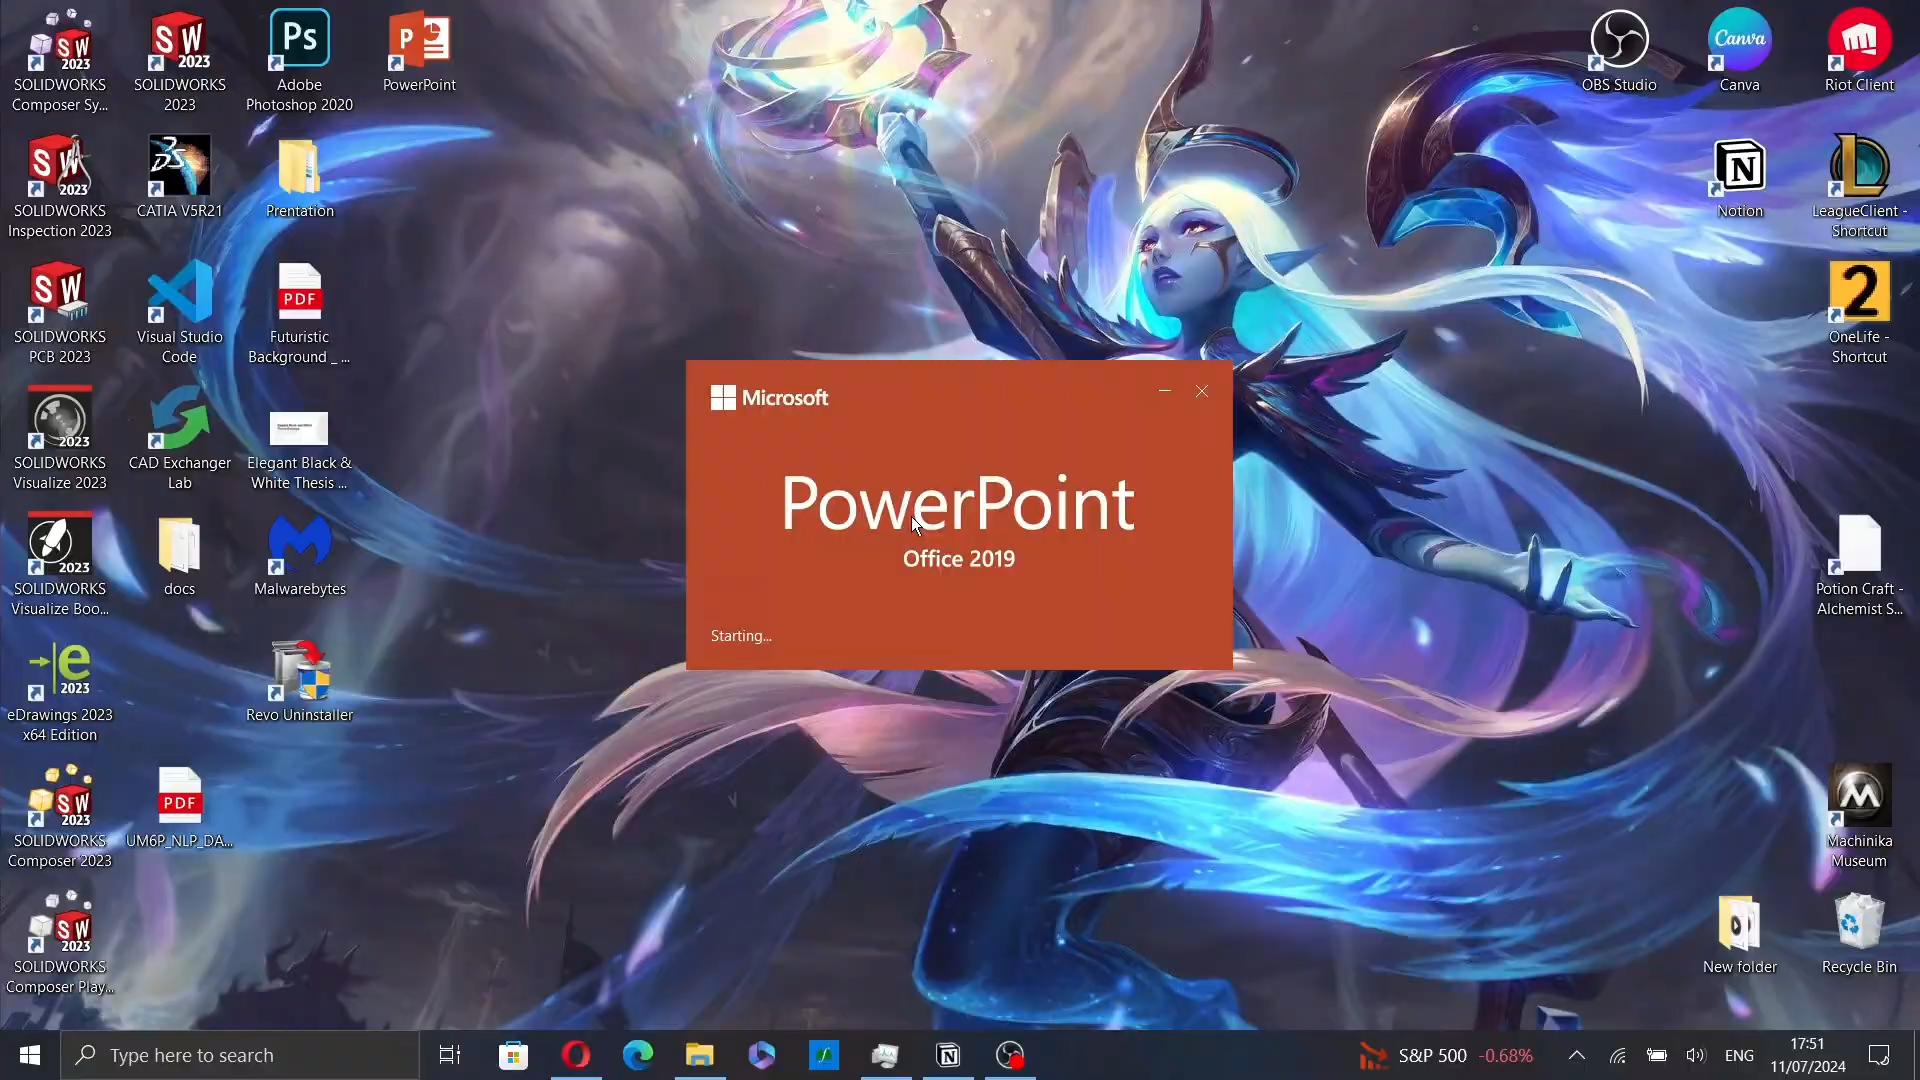 SOLIDWORKS
Composer Sy...
SOLIDWORKS
2023
Adobe
Photoshop 2020
PowerPoint
OBS Studio
Canva
Riot Client
SOLIDWORKS
Inspection 2023
CATIA V5R21
Prentation
Notion
LeagueClient -
Shortcut
SOLIDWORKS
PCB 2023
Visual Studio
Code
PDF
Futuristic
Background _ ...
2
OneLife -
Shortcut
Microsoft
PowerPoint
Office 2019
Starting...
SOLIDWORKS
Visualize 2023
CAD Exchanger
Lab
Elegant Black &
White Thesis ...
SOLIDWORKS
Visualize Boo...
docs
Malwarebytes
Potion Craft -
Alchemist S...
eDrawings 2023
x64 Edition
Revo Uninstaller
SOLIDWORKS
Composer 2023
PDF
UM6P_NLP_DA...
Machinika
Museum
SOLIDWORKS
Composer Play...
New folder
Recycle Bin
Type here to search
S&P 500 -0.68%
ENG
17:51
11/07/2024